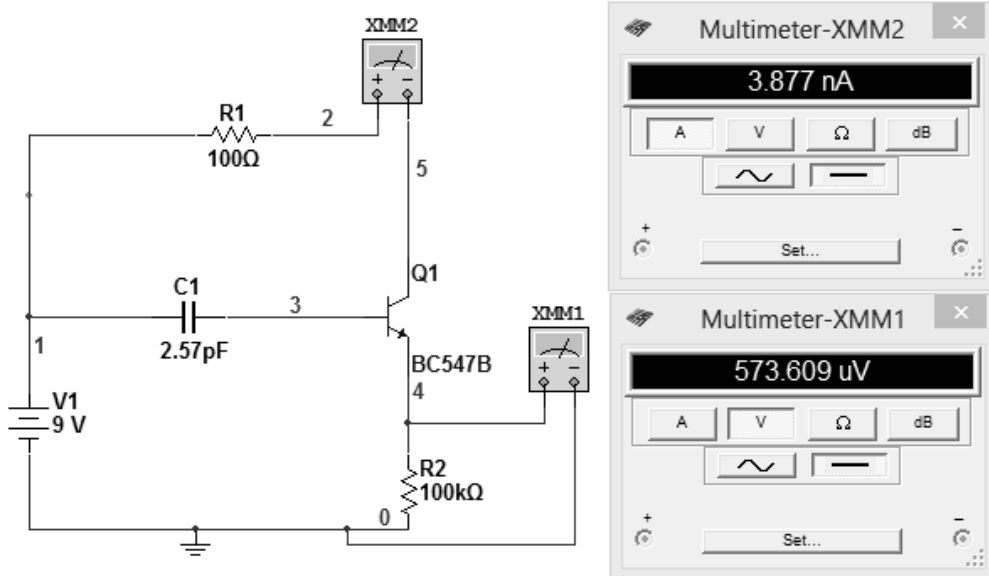 XMM2
+ −
R1
2
100Ω
5
C1
3
Q1
1
2.57pF
BC547B
XMM1
+ −
4
V1
9 V
R2
100kΩ
0
Multimeter-XMM2
×
3.877 nA
A V Ω dB
+ −
Set...
Multimeter-XMM1
×
573.609 uV
A V Ω dB
+ −
Set...